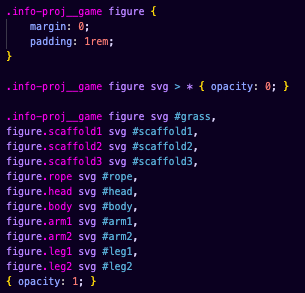 .info-proj__game figure {
    margin: 0;
    padding: 1rem;
}

.info-proj__game figure svg > * { opacity: 0; }

.info-proj__game figure svg #grass,
figure.scaffold1 svg #scaffold1,
figure.scaffold2 svg #scaffold2,
figure.scaffold3 svg #scaffold3,
figure.rope svg #rope,
figure.head svg #head,
figure.body svg #body,
figure.arm1 svg #arm1,
figure.arm2 svg #arm2,
figure.leg1 svg #leg1,
figure.leg2 svg #leg2
{ opacity: 1; }